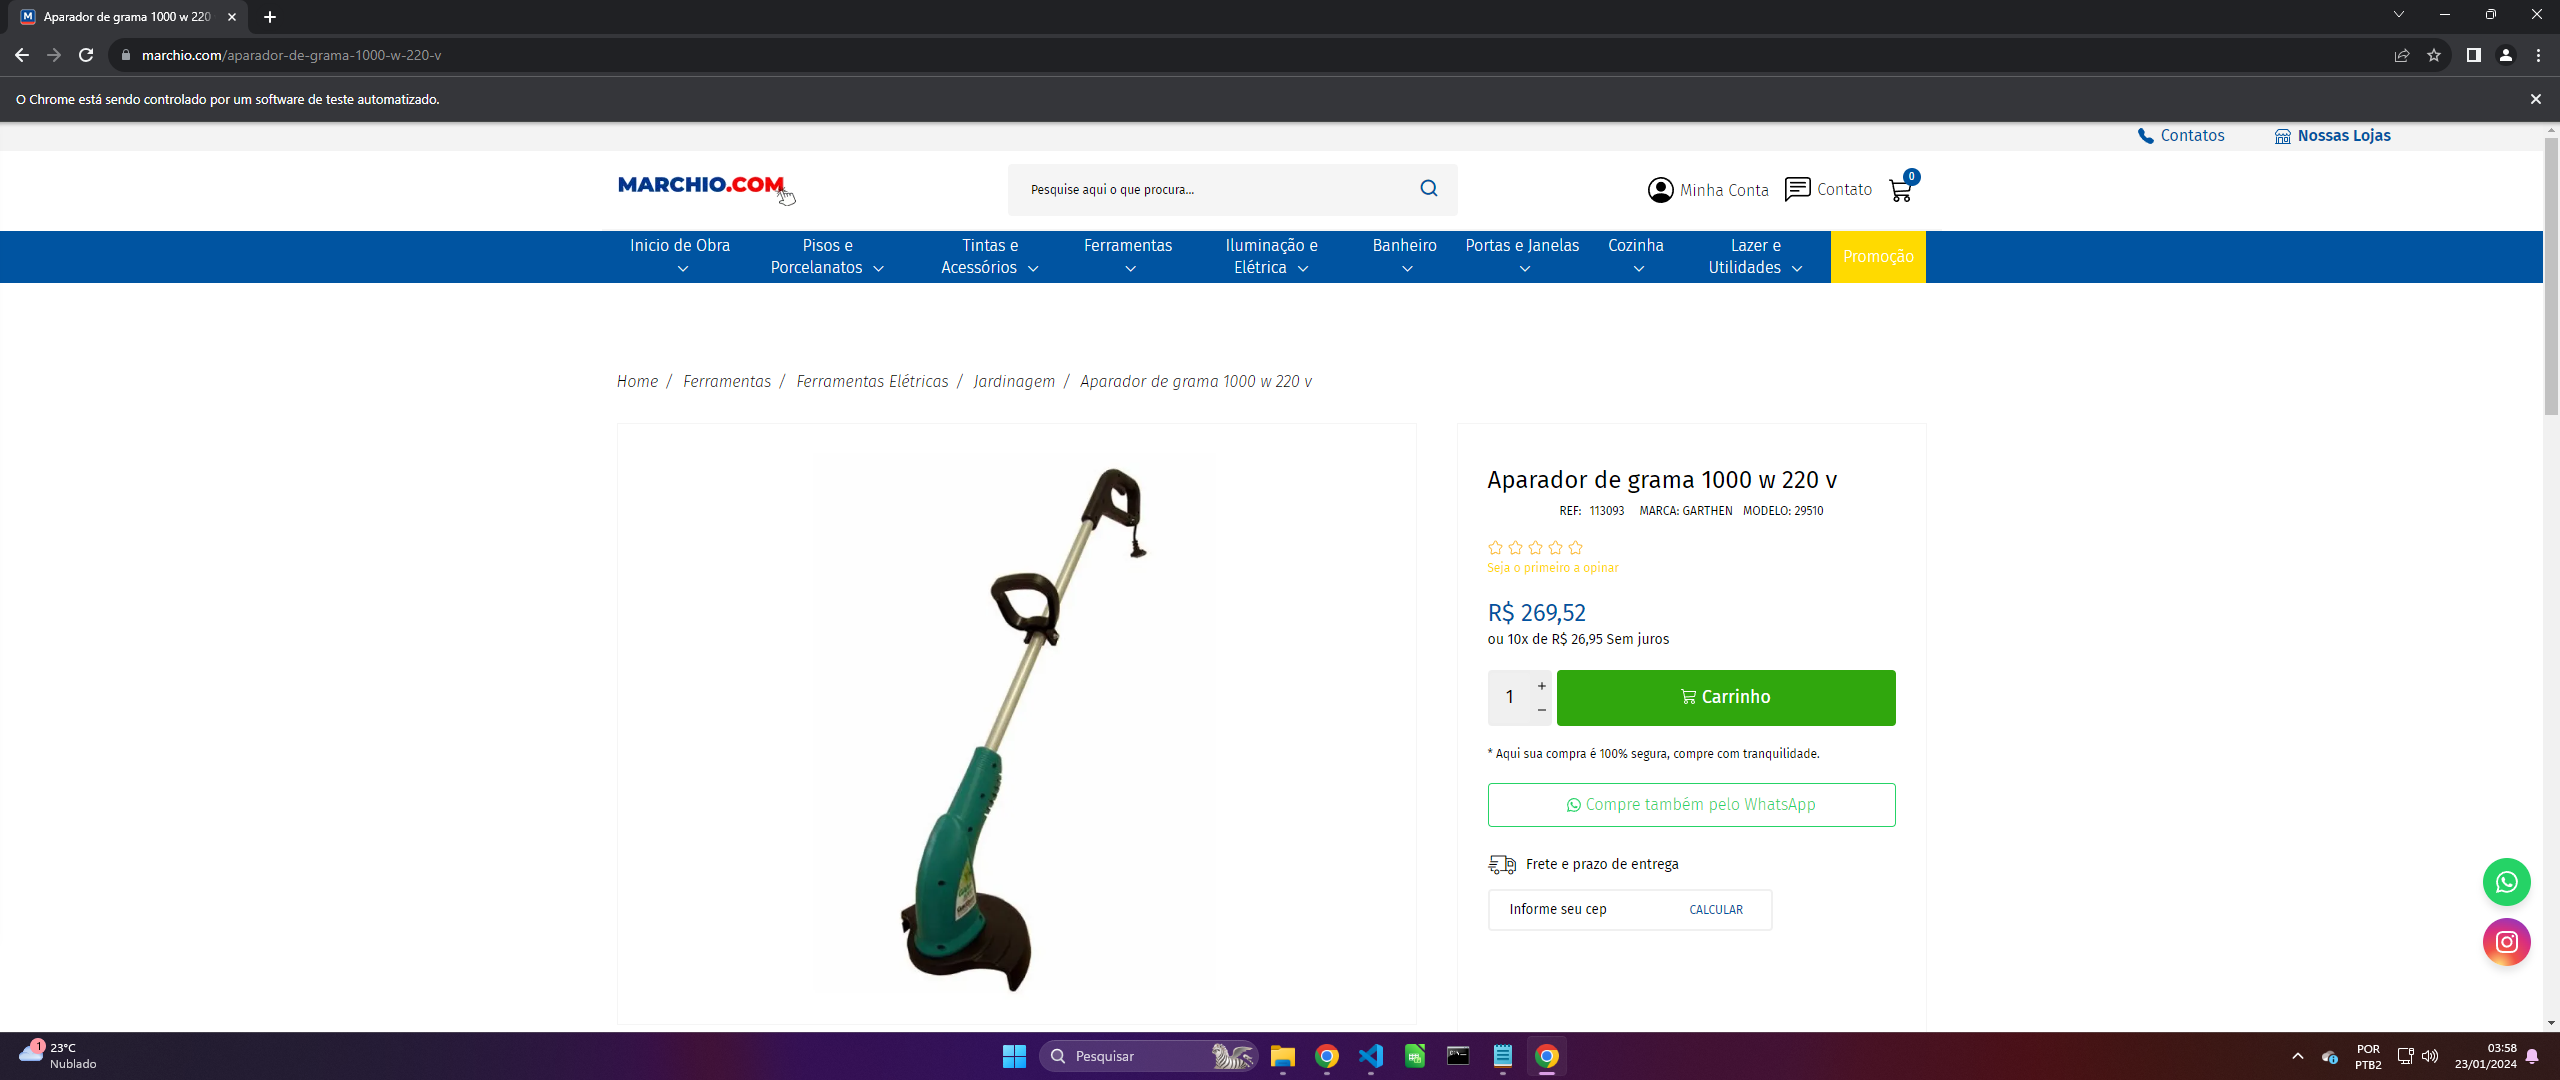 Aparador de grama 1000 w 220
marchio.com/aparador-de-grama-1000-w-220-v
O Chrome está sendo controlado por um software de teste automatizado.
Contatos
Nossas Lojas
MARCHIO.COM
Pesquise aqui o que procura...
Minha Conta
Contato
0
Inicio de Obra
Pisos e
Porcelanatos
Tintas e
Acessórios
Ferramentas
Iluminação e
Elétrica
Banheiro
Portas e Janelas
Cozinha
Lazer e
Utilidades
Promoção
Home / Ferramentas / Ferramentas Elétricas / Jardinagem / Aparador de grama 1000 w 220 v
Aparador de grama 1000 w 220 v
REF: 113093 MARCA: GARTHEN MODELO: 29510
Seja o primeiro a opinar
R$ 269,52
ou 10x de R$ 26,95 Sem juros
1
+
−
Carrinho
* Aqui sua compra é 100% segura, compre com tranquilidade.
Compre também pelo WhatsApp
Frete e prazo de entrega
Informe seu cep
CALCULAR
1
23°C
Nublado
Pesquisar
POR
PTB2
03:58
23/01/2024